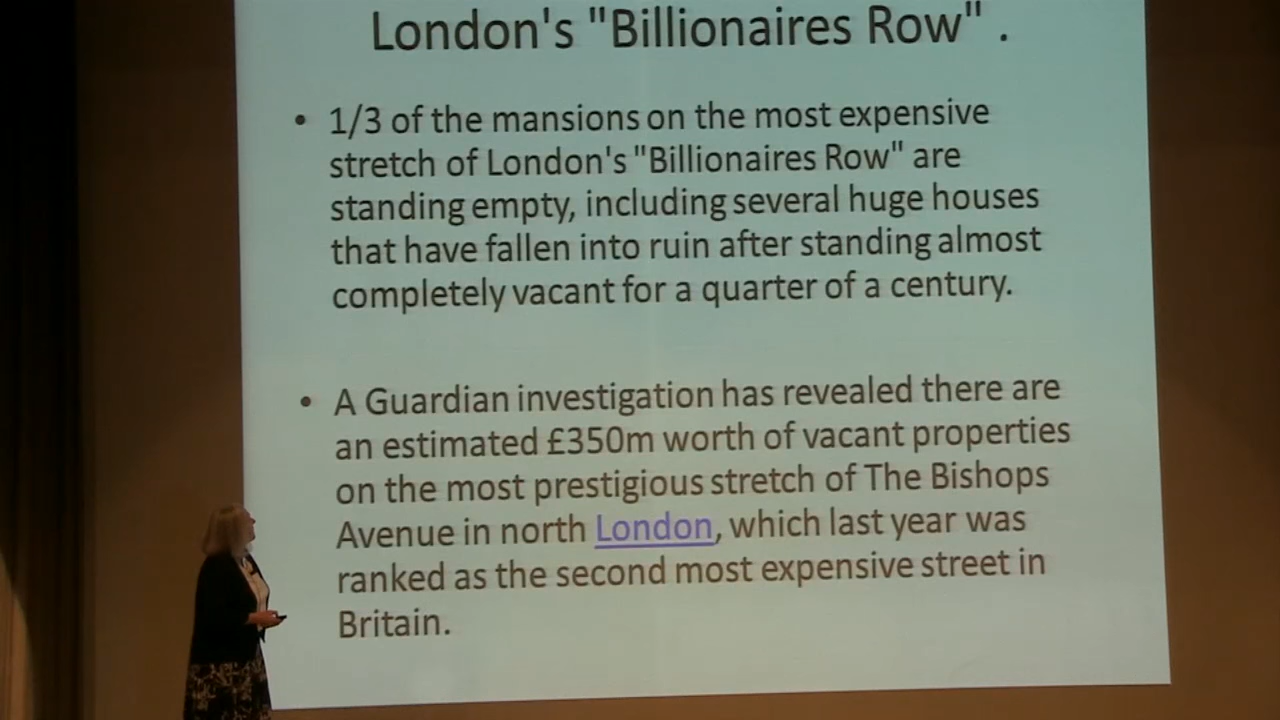 London's "Billionaires Row" .
• 1/3 of the mansions on the most expensive
stretch of London's "Billionaires Row" are
standing empty, including several huge houses
that have fallen into ruin after standing almost
completely vacant for a quarter of a century.
• A Guardian investigation has revealed there are
an estimated £350m worth of vacant properties
on the most prestigious stretch of The Bishops
Avenue in north London, which last year was
ranked as the second most expensive street in
Britain.